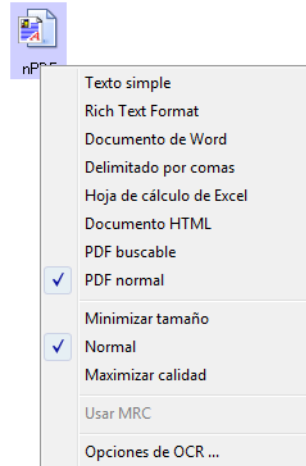 nPDF
Texto simple
Rich Text Format
Documento de Word
Delimitado por comas
Hoja de cálculo de Excel
Documento HTML
PDF buscable
PDF normal
Minimizar tamaño
Normal
Maximizar calidad
Usar MRC
Opciones de OCR ...